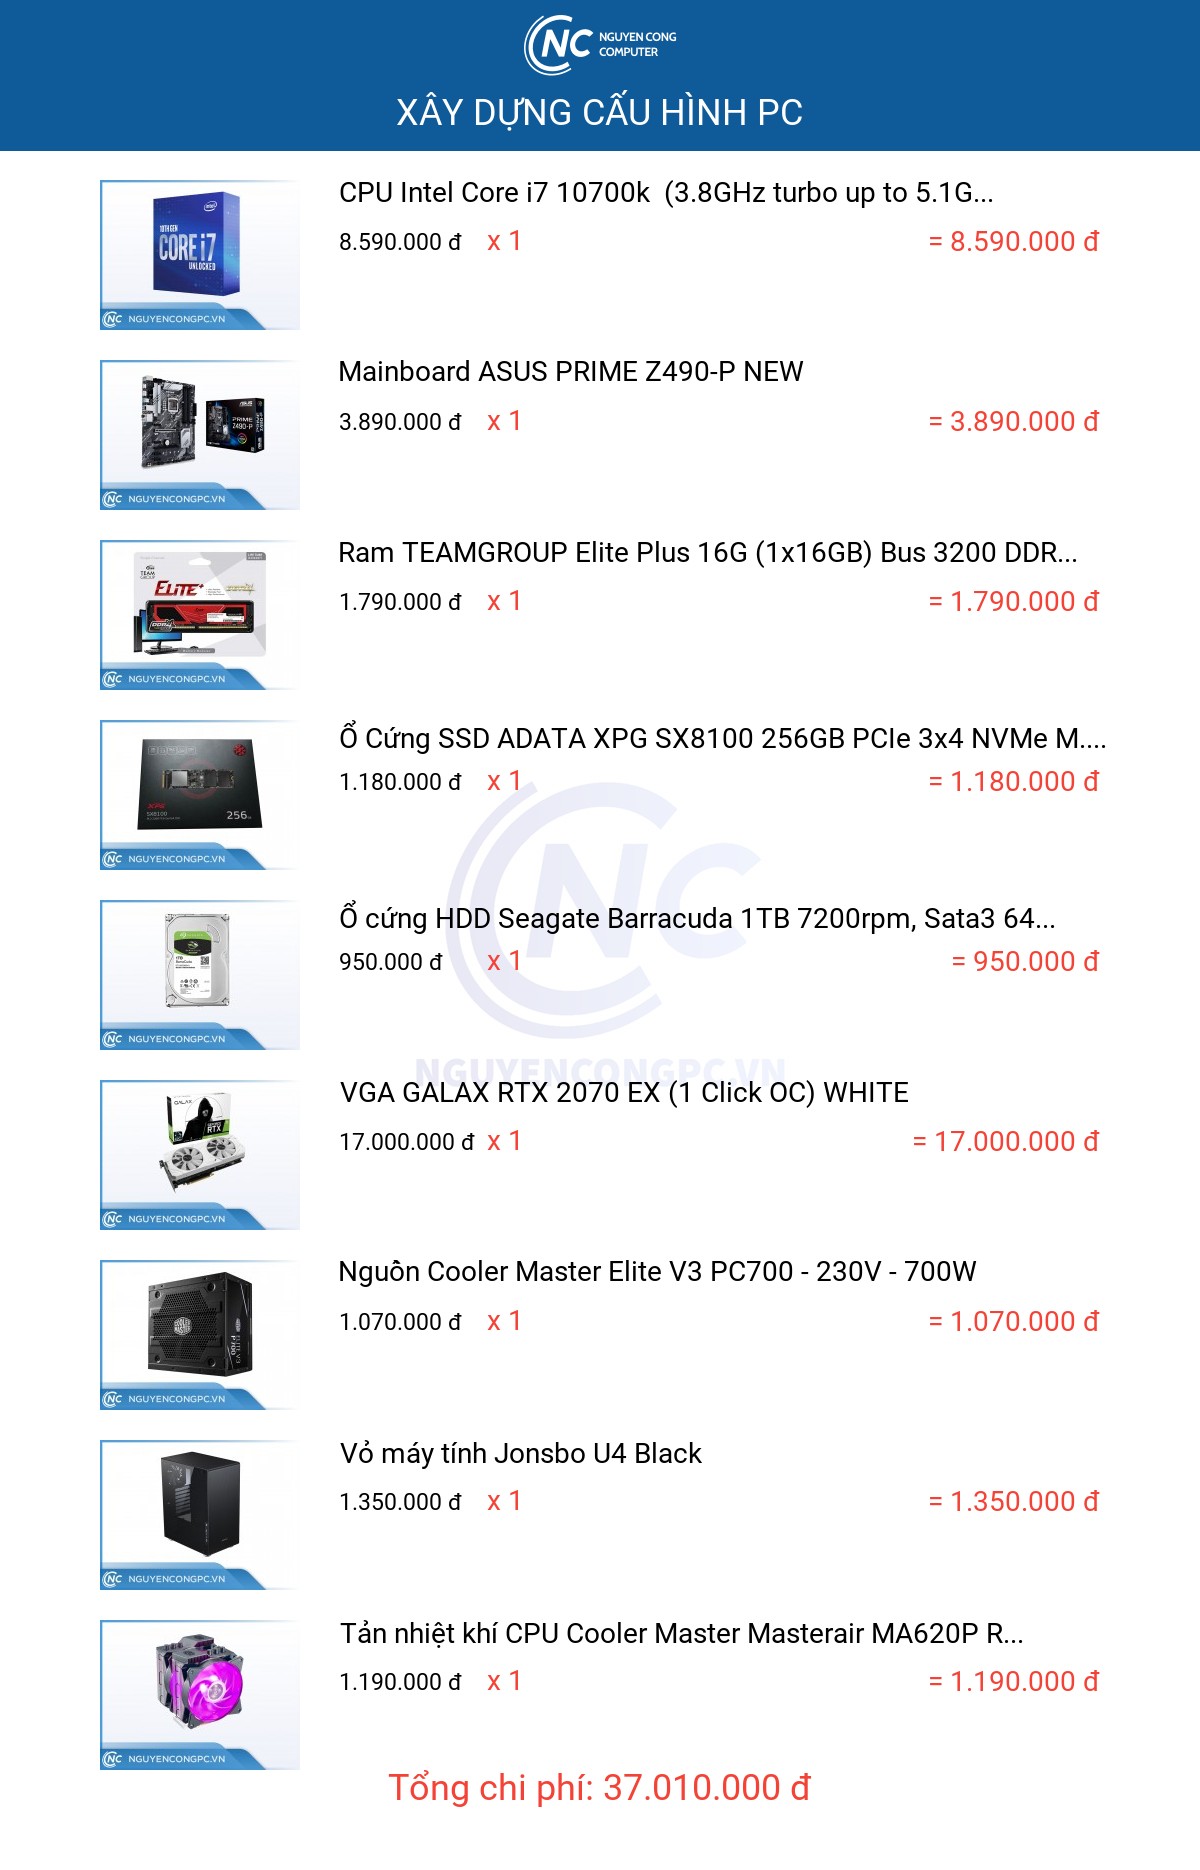 NC NGUYEN CONG
COMPUTER
XÂY DỰNG CẤU HÌNH PC
CPU Intel Core i7 10700k (3.8GHz turbo up to 5.1G...
8.590.000 đ x 1 = 8.590.000 đ
intel
10TH GEN
CORE i7
UNLOCKED
NC NGUYENCONGPC.VN
Mainboard ASUS PRIME Z490-P NEW
3.890.000 đ x 1 = 3.890.000 đ
PRIME
Z490-P
NC NGUYENCONGPC.VN
Ram TEAMGROUP Elite Plus 16G (1x16GB) Bus 3200 DDR...
1.790.000 đ x 1 = 1.790.000 đ
TEAM
GROUP
ELITE+
DDR4
NC NGUYENCONGPC.VN
Ổ Cứng SSD ADATA XPG SX8100 256GB PCIe 3x4 NVMe M....
1.180.000 đ x 1 = 1.180.000 đ
XPG
SX8100
256
NC NGUYENCONGPC.VN
Ổ cứng HDD Seagate Barracuda 1TB 7200rpm, Sata3 64...
950.000 đ x 1 = 950.000 đ
NC NGUYENCONGPC.VN
NC
NGUYENCONGPC.VN
VGA GALAX RTX 2070 EX (1 Click OC) WHITE
17.000.000 đ x 1 = 17.000.000 đ
GALAX
RTX
NC NGUYENCONGPC.VN
Nguồn Cooler Master Elite V3 PC700 - 230V - 700W
1.070.000 đ x 1 = 1.070.000 đ
COOLER
MASTER
ELITE V3
P700
NC NGUYENCONGPC.VN
Vỏ máy tính Jonsbo U4 Black
1.350.000 đ x 1 = 1.350.000 đ
NC NGUYENCONGPC.VN
Tản nhiệt khí CPU Cooler Master Masterair MA620P R...
1.190.000 đ x 1 = 1.190.000 đ
NC NGUYENCONGPC.VN
Tổng chi phí: 37.010.000 đ